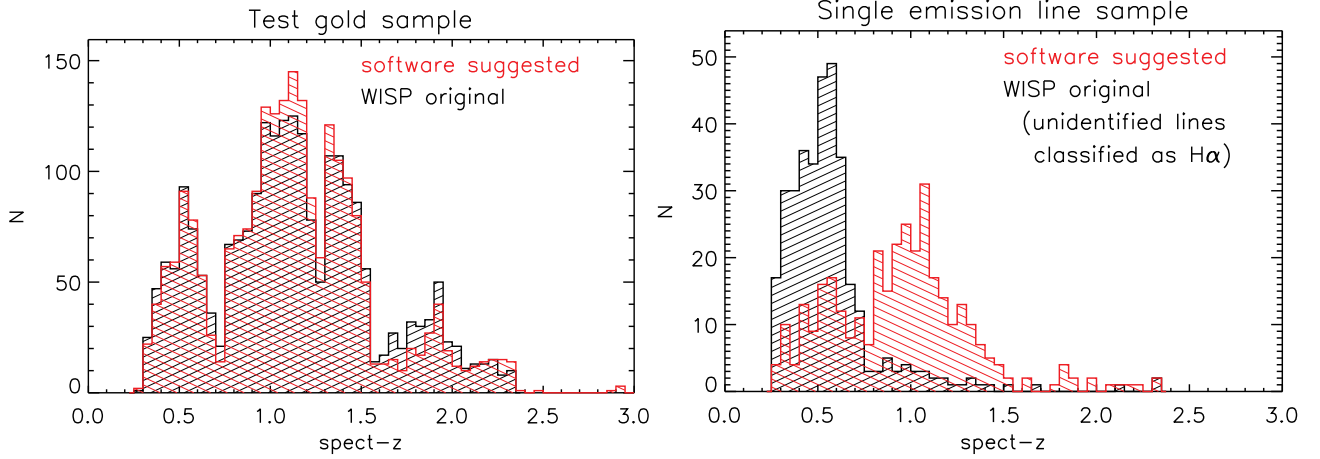 Test gold sample
software suggested
WISP original
N
150
100
50
0
0.0 0.5 1.0 1.5 2.0 2.5 3.0
spect-z
Single emission line sample
software suggested
WISP original
(unidentified lines
classified as Hα)
N
50
40
30
20
10
0
0.0 0.5 1.0 1.5 2.0 2.5 3.0
spect-z